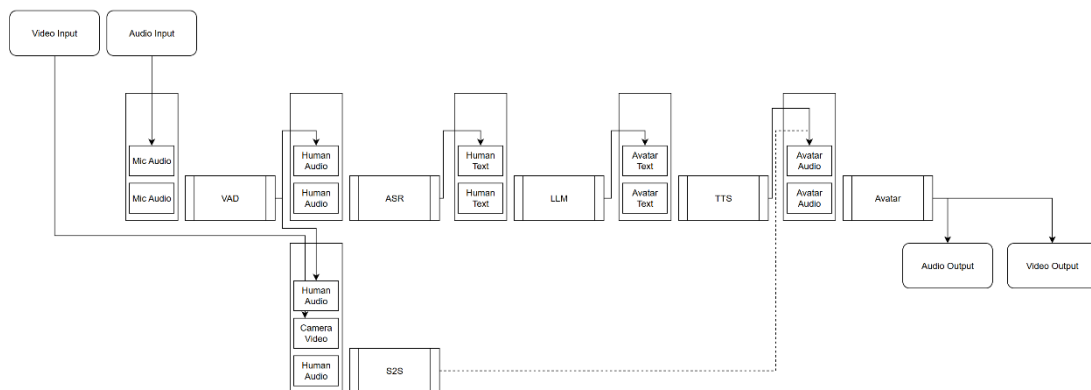 Video Input
Audio Input
Mic Audio
Human
Audio
Human
Text
Avatar
Text
Avatar
Audio
Mic Audio
VAD
Human
Audio
ASR
Human
Text
LLM
Avatar
Text
TTS
Avatar
Audio
Avatar
Audio Output
Video Output
Human
Audio
Camera
Video
Human
Audio
S2S